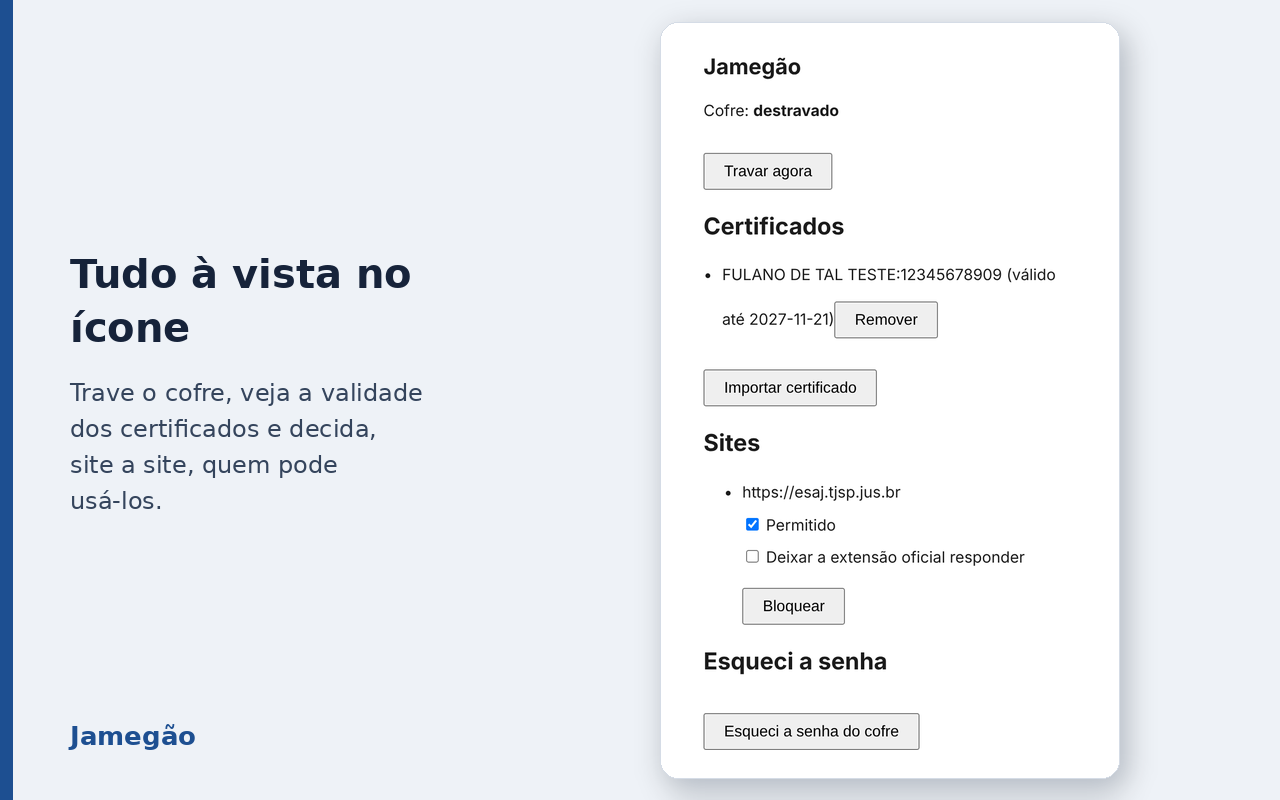 Tudo à vista no
ícone
Trave o cofre, veja a validade
dos certificados e decida,
site a site, quem pode
usá-los.
Jamegão
Jamegão
Cofre: destravado
Travar agora
Certificados
• FULANO DE TAL TESTE:12345678909 (válido
até 2027-11-21) Remover
Importar certificado
Sites
• https://esaj.tjsp.jus.br
Permitido
Deixar a extensão oficial responder
Bloquear
Esqueci a senha
Esqueci a senha do cofre